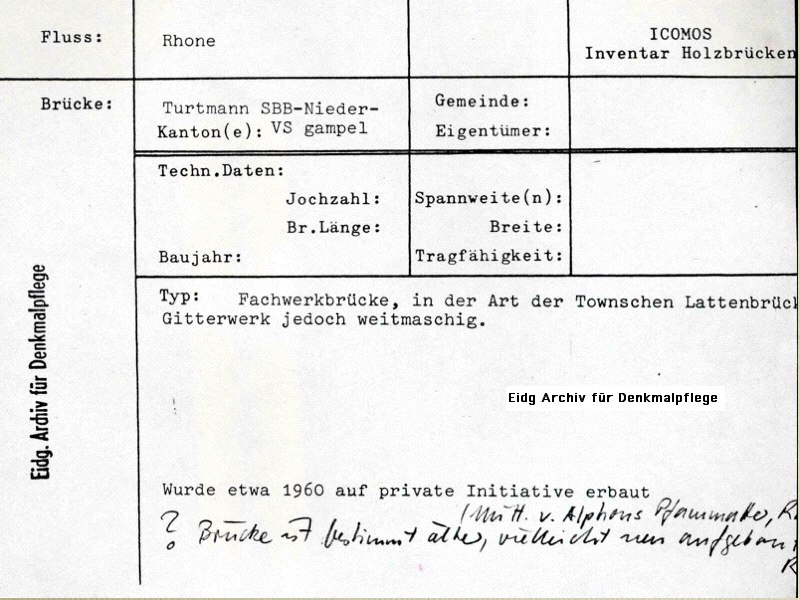 Fluss: Rhone
ICOMOS
Inventar Holzbrücken
Brücke: Turtmann SBB-Nieder-
Kanton(e): VS gampel
Gemeinde:
Eigentümer:
Techn.Daten:
Jochzahl: Spannweite(n):
Br.Länge: Breite:
Baujahr: Tragfähigkeit:
Typ: Fachwerkbrücke, in der Art der Townschen Lattenbrück
Gitterwerk jedoch weitmaschig.
Eidg. Archiv für Denkmalpflege
Eidg Archiv für Denkmalpflege
Wurde etwa 1960 auf private Initiative erbaut
(Mitt. v. Alphons Pfammatter, R.
? Brücke ist bestimmt älter, vielleicht neu aufgebau
R